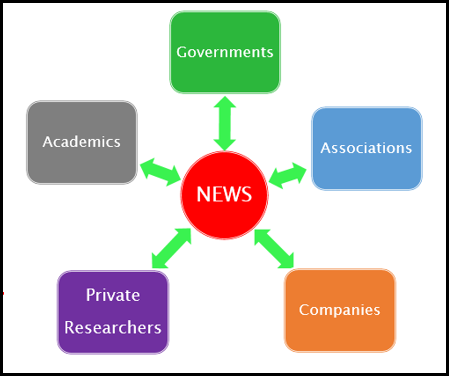 Governments
Academics
Associations
NEWS
Private
Researchers
Companies